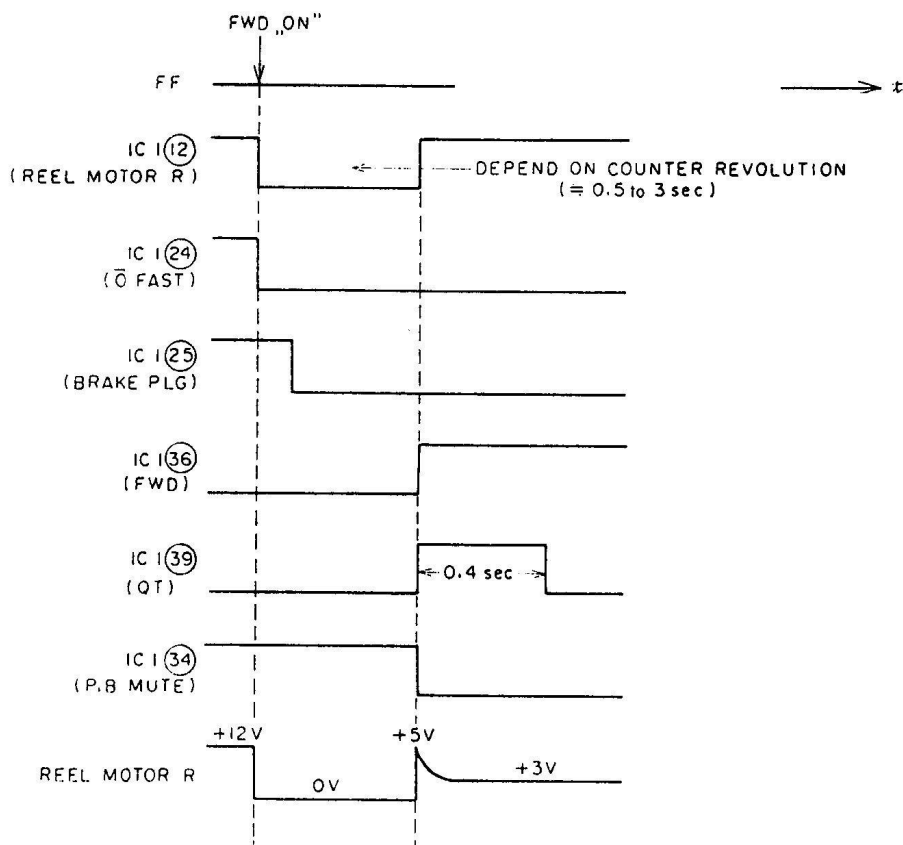 FWD „ON"
FF
t
IC 1 12
(REEL MOTOR R)
DEPEND ON COUNTER REVOLUTION
(≒ 0.5 to 3 sec)
IC 1 24
(Ō FAST)
IC 1 25
(BRAKE PLG)
IC 1 36
(FWD)
IC 1 39
(QT)
0.4 sec
IC 1 34
(P.B MUTE)
+12V
+5V
REEL MOTOR R
0V
+3V